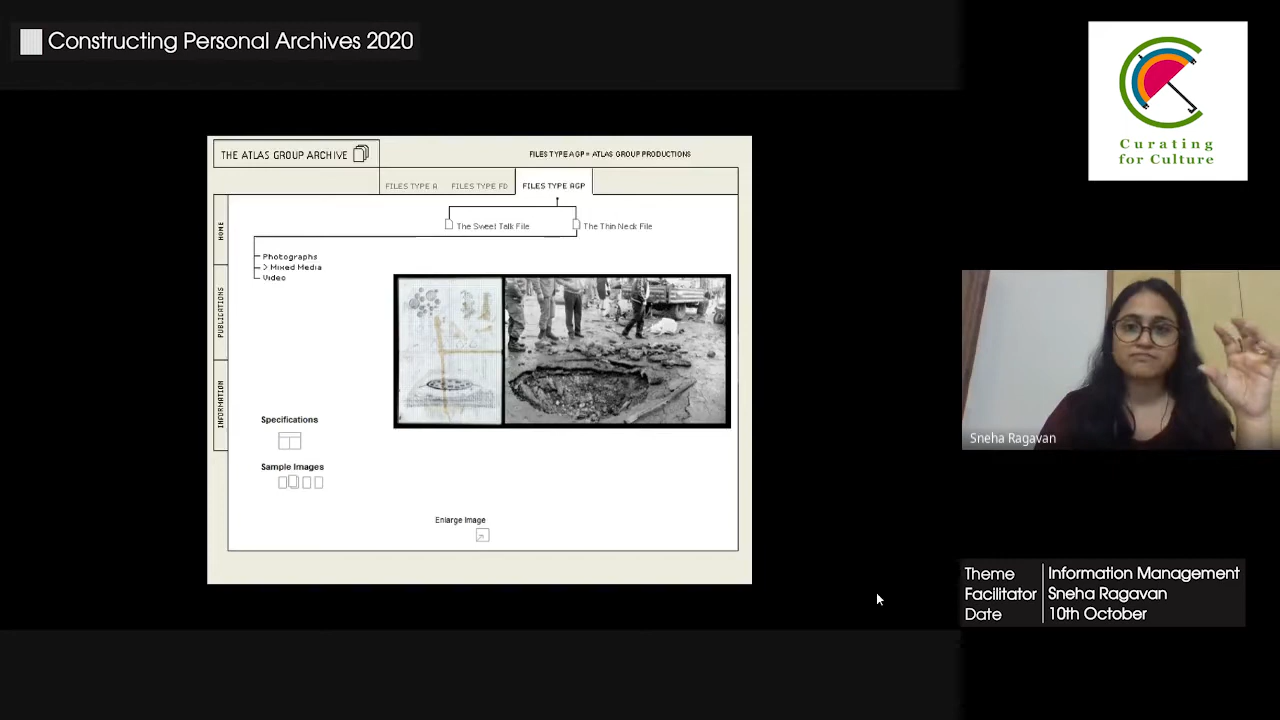 Constructing Personal Archives 2020
Curating
for Culture
THE ATLAS GROUP ARCHIVE
FILES TYPE AGP = ATLAS GROUP PRODUCTIONS
FILES TYPE A
FILES TYPE FD
FILES TYPE AGP
HOME
PUBLICATIONS
INFORMATION
The Sweet Talk File
The Thin Neck File
Photographs
> Mixed Media
Video
Specifications
Sample Images
Enlarge Image
Sneha Ragavan
Theme Information Management
Facilitator Sneha Ragavan
Date 10th October